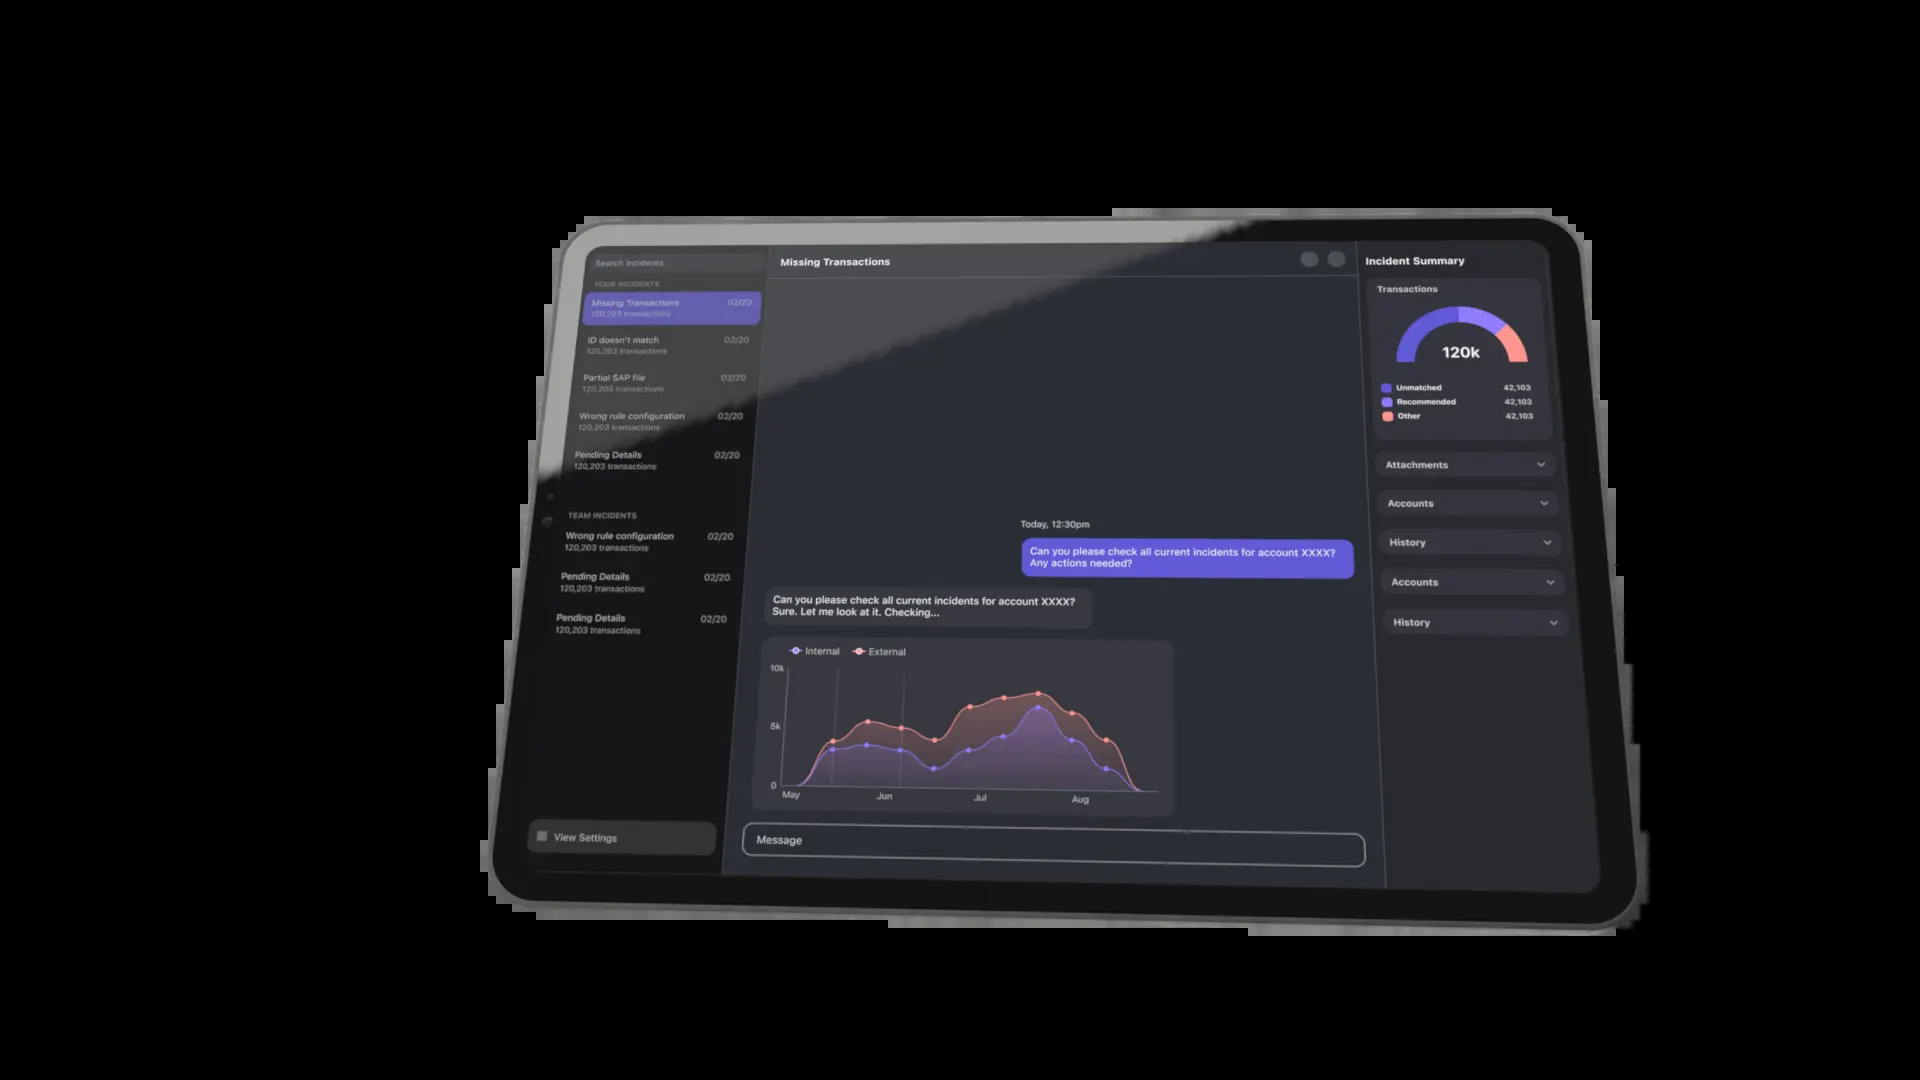 Search incidents
YOUR INCIDENTS
Missing Transactions 02/20
120,203 transactions
ID doesn't match 02/20
120,203 transactions
Partial SAP file 02/20
120,203 transactions
Wrong rule configuration 02/20
120,203 transactions
Pending Details 02/20
120,203 transactions
TEAM INCIDENTS
Wrong rule configuration 02/20
120,203 transactions
Pending Details 02/20
120,203 transactions
Pending Details 02/20
120,203 transactions
View Settings
Missing Transactions
Today, 12:30pm
Can you please check all current incidents for account XXXX?
Any actions needed?
Can you please check all current incidents for account XXXX?
Sure. Let me look at it. Checking...
Internal External
10k
5k
0
May Jun Jul Aug
Message
Incident Summary
Transactions
120k
Unmatched 42,103
Recommended 42,103
Other 42,103
Attachments
Accounts
History
Accounts
History